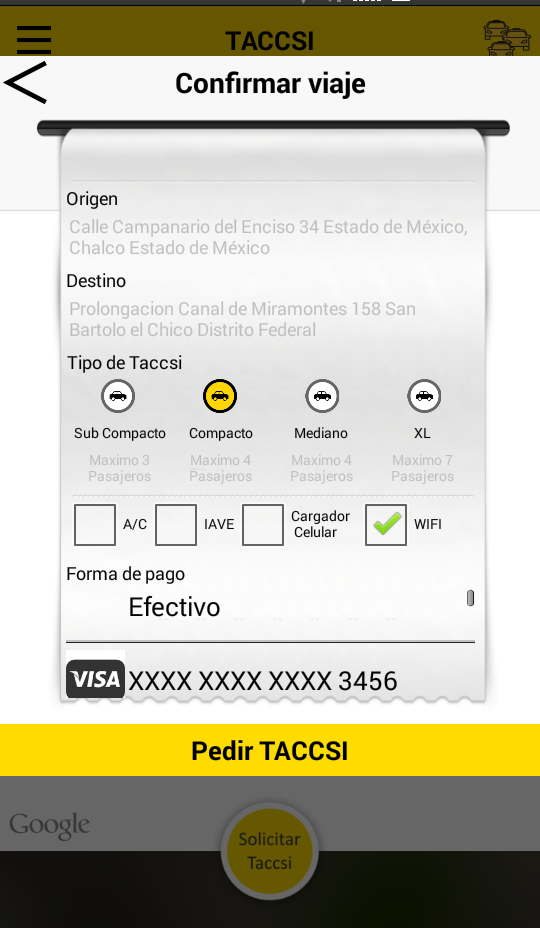 TACCSI
Confirmar viaje
Origen
Calle Campanario del Enciso 34 Estado de México,
Chalco Estado de México
Destino
Prolongacion Canal de Miramontes 158 San
Bartolo el Chico Distrito Federal
Tipo de Taccsi
Sub Compacto Compacto Mediano XL
Maximo 3 Maximo 4 Maximo 4 Maximo 7
Pasajeros Pasajeros Pasajeros Pasajeros
A/C IAVE Cargador Celular WIFI
Forma de pago
Efectivo
VISA XXXX XXXX XXXX 3456
Pedir TACCSI
Google
Solicitar
Taccsi